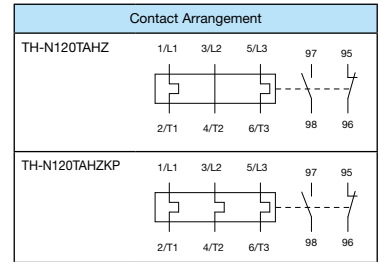 Contact Arrangement
TH-N120TAHZ
1/L1 3/L2 5/L3 97 95
2/T1 4/T2 6/T3 98 96
TH-N120TAHZKP
1/L1 3/L2 5/L3 97 95
2/T1 4/T2 6/T3 98 96